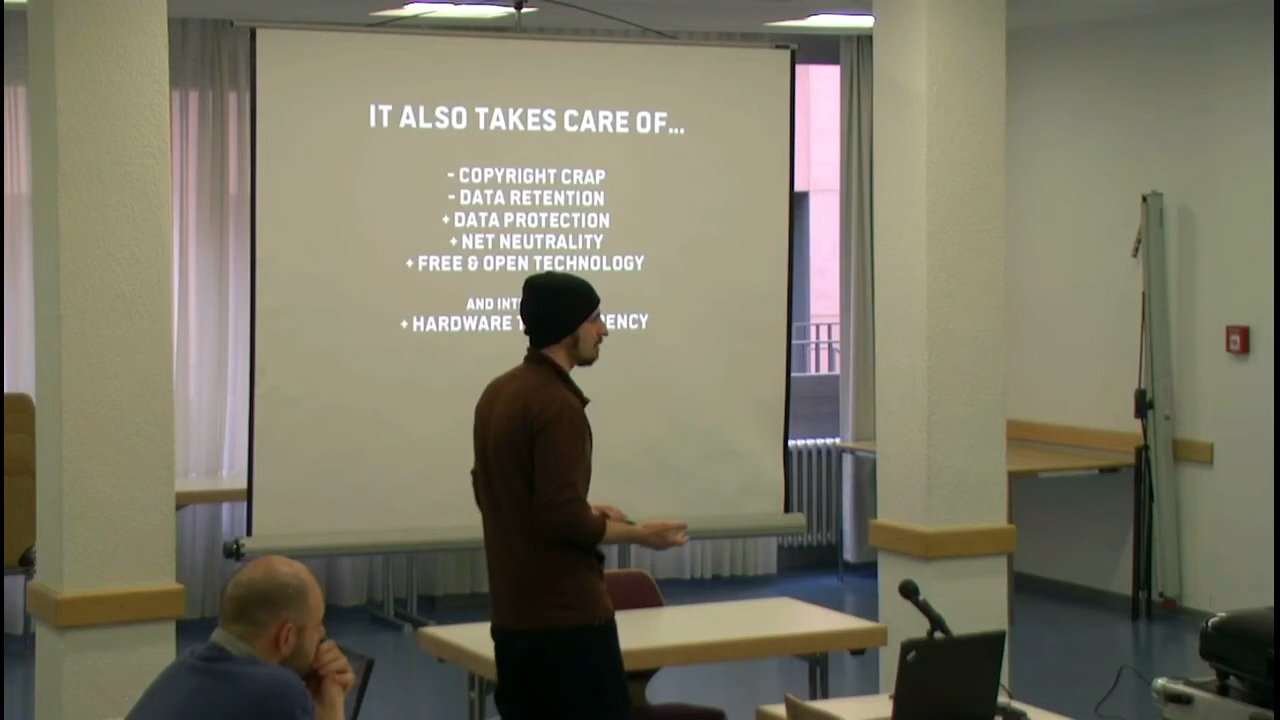 IT ALSO TAKES CARE OF...
- COPYRIGHT CRAP
- DATA RETENTION
+ DATA PROTECTION
+ NET NEUTRALITY
+ FREE & OPEN TECHNOLOGY
AND
+ HARDWARE